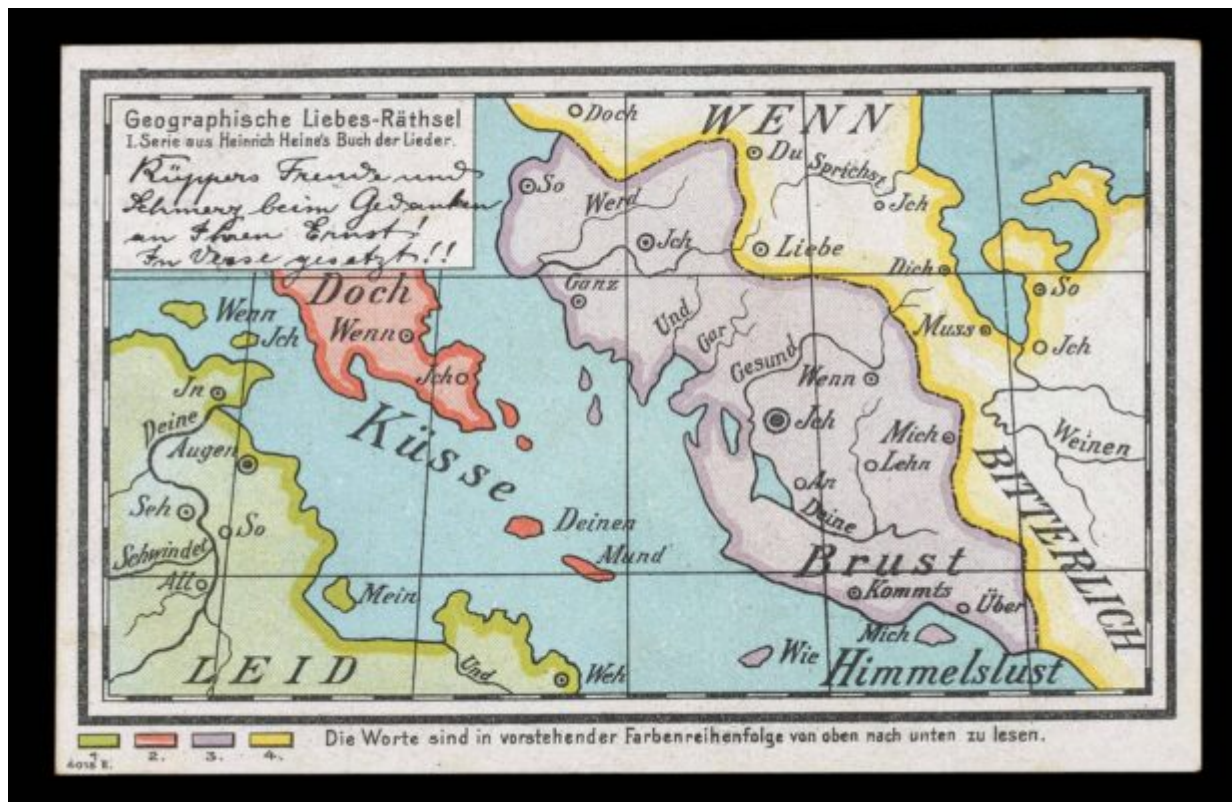 Geographische Liebes-Räthsel
I. Serie aus Heinrich Heine's Buch der Lieder.
Küppers Freude und
Schmerz beim Gedanken
an Ihren Ernst!
In Verse gesetzt!!
Doch
WENN
Du
Sprichst
Jch
So
Werd
Jch
Liebe
Dich
So
Ganz
Doch
Wenn
Jch
Wenn
Jch
Und
Gar
Muss
Jch
Gesund
Wenn
Jn
Deine
Augen
Küsse
Jch
Mich
Lehn
Weinen
BITTERLICH
Seh
So
Deinen
Mund
An
Deine
Schwindet
All
Mein
Brust
Kommts
Über
Mich
LEID
Und
Weh
Wie
Himmelslust
1. 2. 3. 4.
Die Worte sind in vorstehender Farbenreihenfolge von oben nach unten zu lesen.